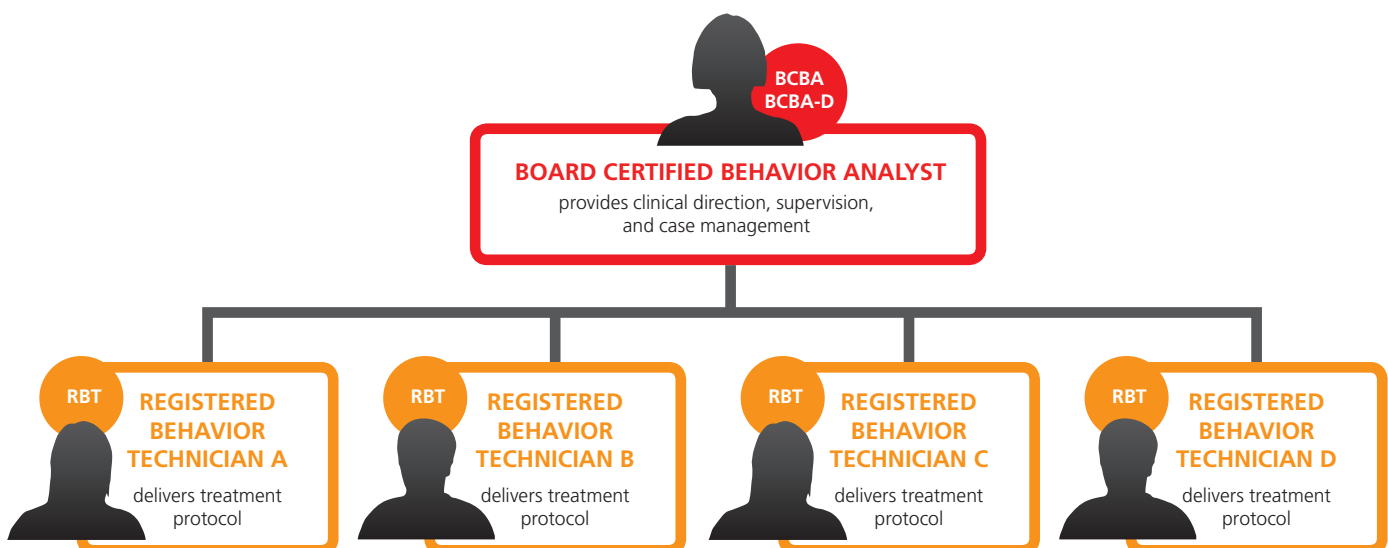 BCBA
BCBA-D
BOARD CERTIFIED BEHAVIOR ANALYST
provides clinical direction, supervision,
and case management
RBT
REGISTERED
BEHAVIOR
TECHNICIAN A
delivers treatment
protocol
RBT
REGISTERED
BEHAVIOR
TECHNICIAN B
delivers treatment
protocol
RBT
REGISTERED
BEHAVIOR
TECHNICIAN C
delivers treatment
protocol
RBT
REGISTERED
BEHAVIOR
TECHNICIAN D
delivers treatment
protocol